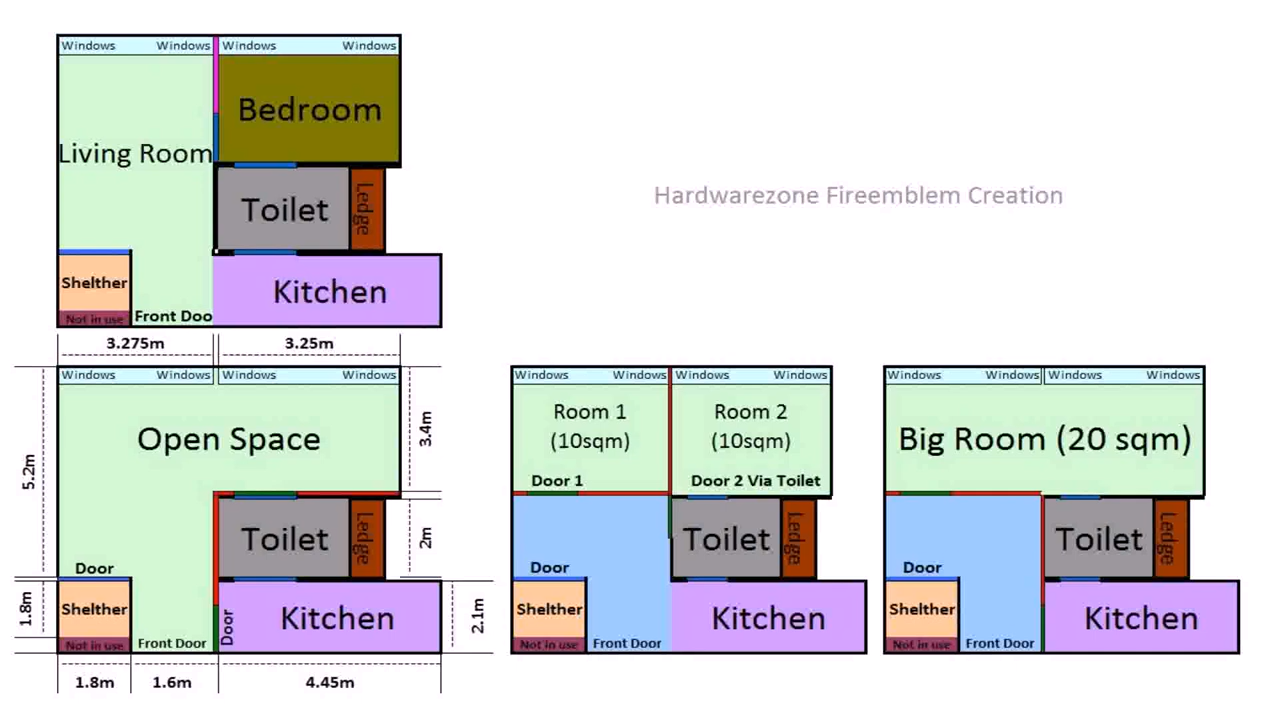 Windows Windows Windows Windows
Bedroom
Living Room
Toilet
Ledge
Shelther
Kitchen
Not in use
Front Doo
Hardwarezone Fireemblem Creation
3.275m 3.25m
Windows Windows Windows Windows
Open Space
3.4m
5.2m
Toilet
Ledge
2m
Door
Shelther
1.8m
Door
Kitchen
2.1m
Not in use
Front Door
1.8m 1.6m 4.45m
Windows Windows Windows Windows
Room 1
(10sqm)
Room 2
(10sqm)
Door 1
Door 2 Via Toilet
Toilet
Ledge
Door
Shelther
Kitchen
Not in use
Front Door
Windows Windows Windows Windows
Big Room (20 sqm)
Toilet
Ledge
Door
Shelther
Kitchen
Not in use
Front Door